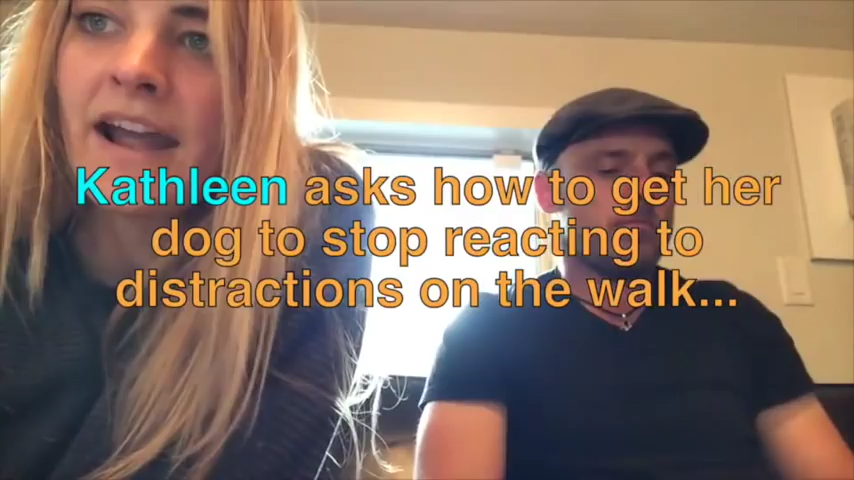 Kathleen asks how to get her
dog to stop reacting to
distractions on the walk...